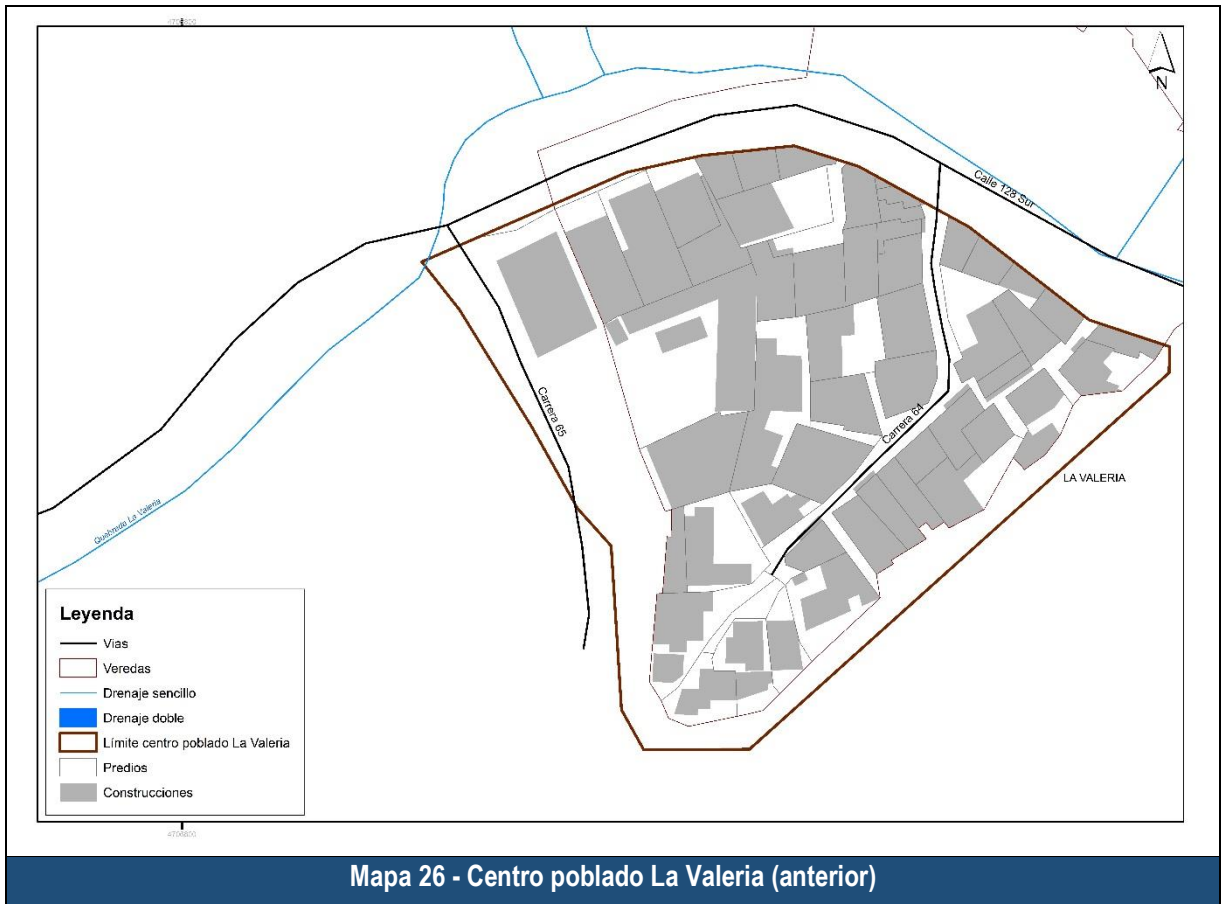 N
Calle 128 Sur
Carrera 65
Carrera 64
LA VALERIA
Quebrada La Valeria
Leyenda
Vias
Veredas
Drenaje sencillo
Drenaje doble
Límite centro poblado La Valeria
Predios
Construcciones
Mapa 26 - Centro poblado La Valeria (anterior)